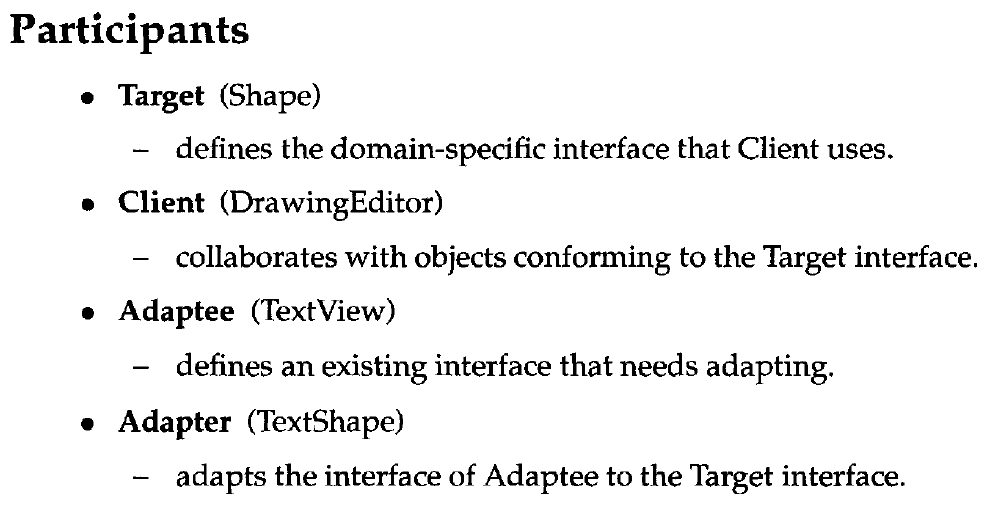 Participants
• Target (Shape)
– defines the domain-specific interface that Client uses.
• Client (DrawingEditor)
– collaborates with objects conforming to the Target interface.
• Adaptee (TextView)
– defines an existing interface that needs adapting.
• Adapter (TextShape)
– adapts the interface of Adaptee to the Target interface.